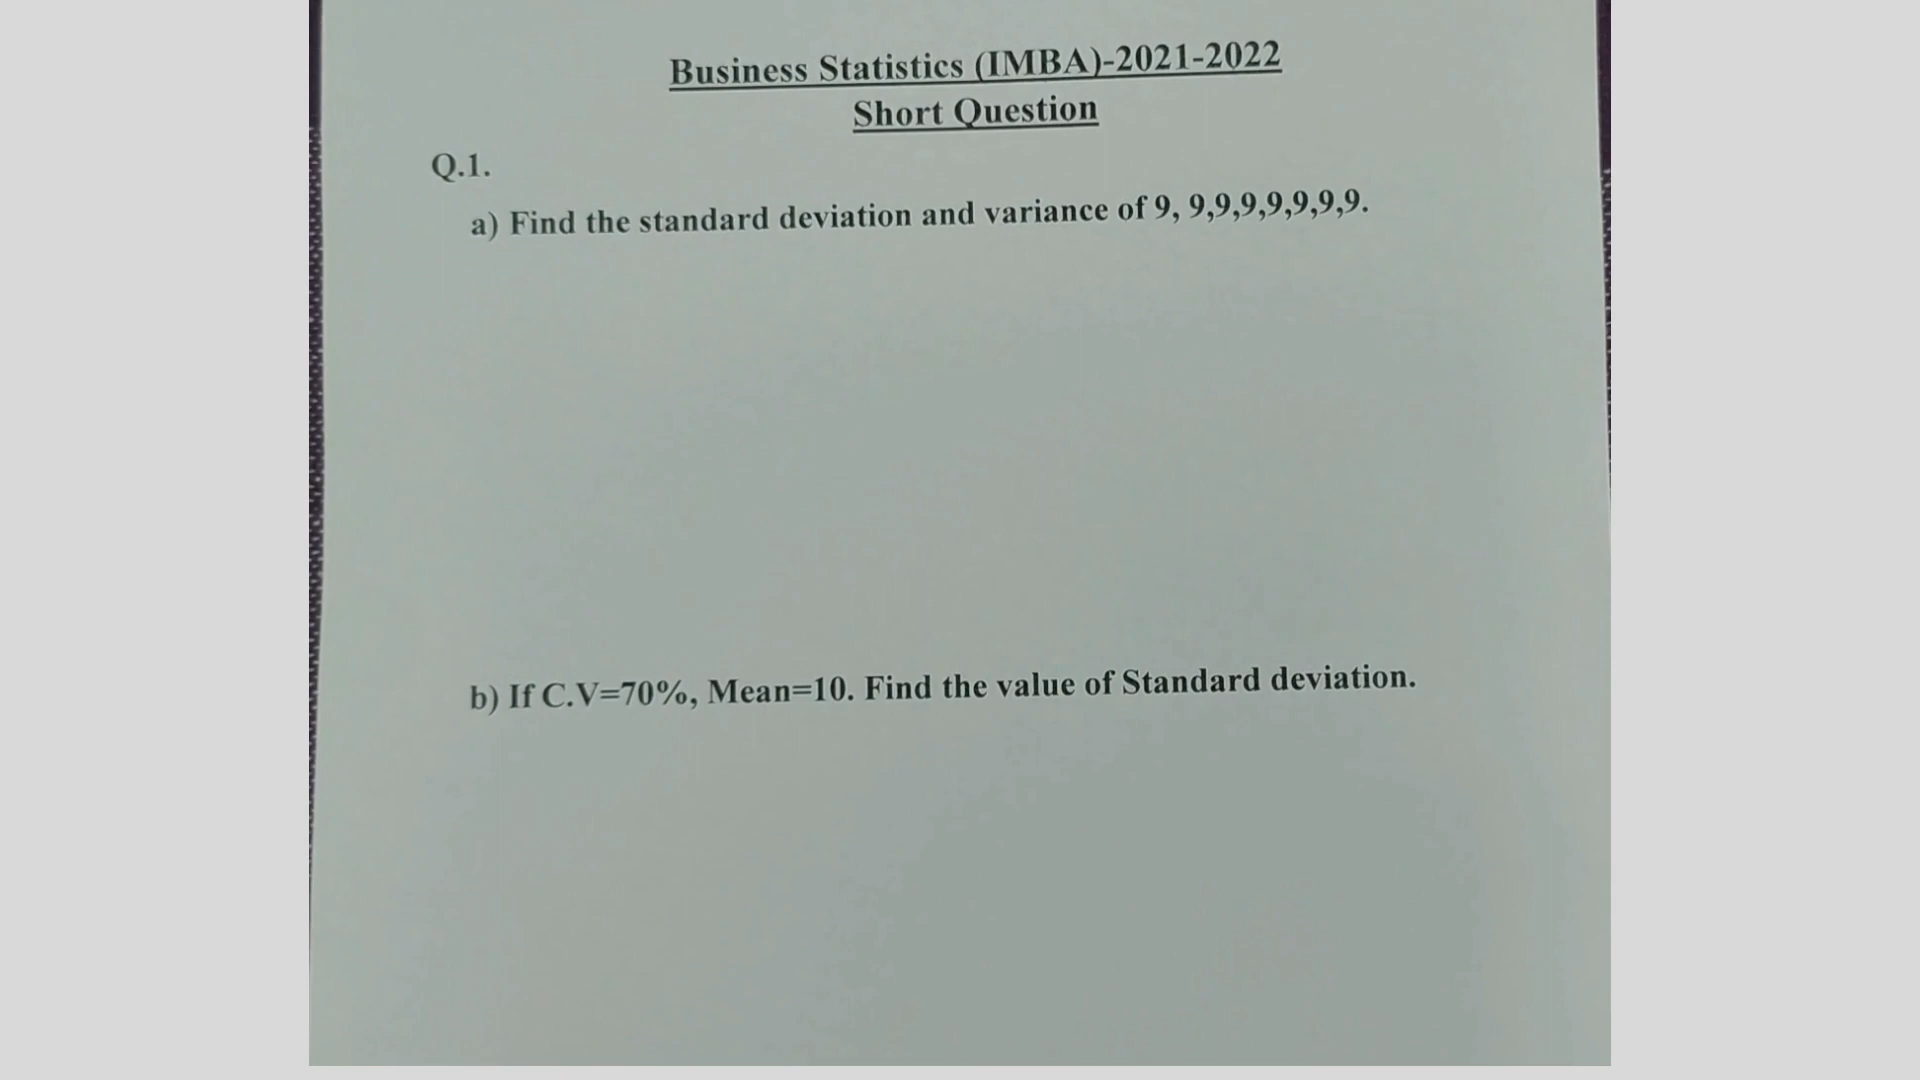 Business Statistics (IMBA)-2021-2022
Short Question
Q.1.
a) Find the standard deviation and variance of 9, 9,9,9,9,9,9,9.
b) If C.V=70%, Mean=10. Find the value of Standard deviation.